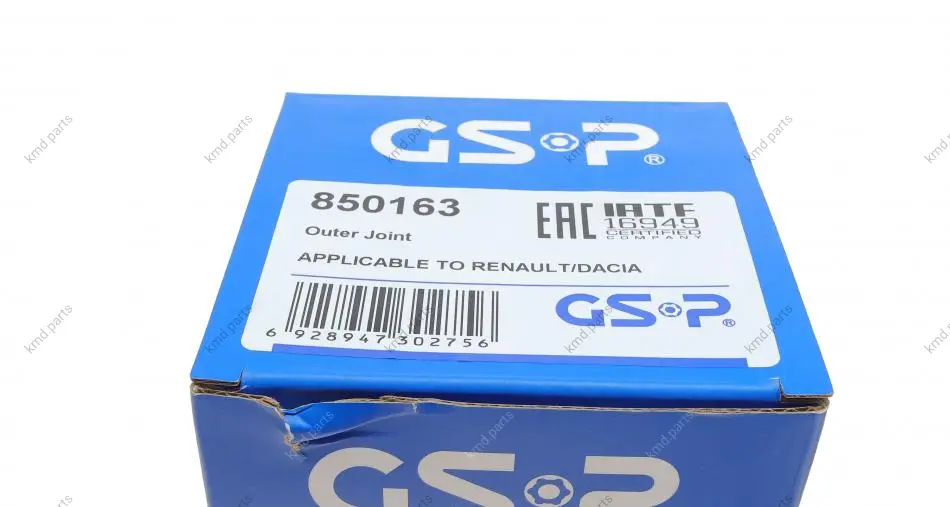 GSP®
850163
Outer Joint
EAC
IATF
16949
CERTIFIED
COMPANY
APPLICABLE TO RENAULT/DACIA
6 928947 302756
GSP®
GSP
kmd.parts